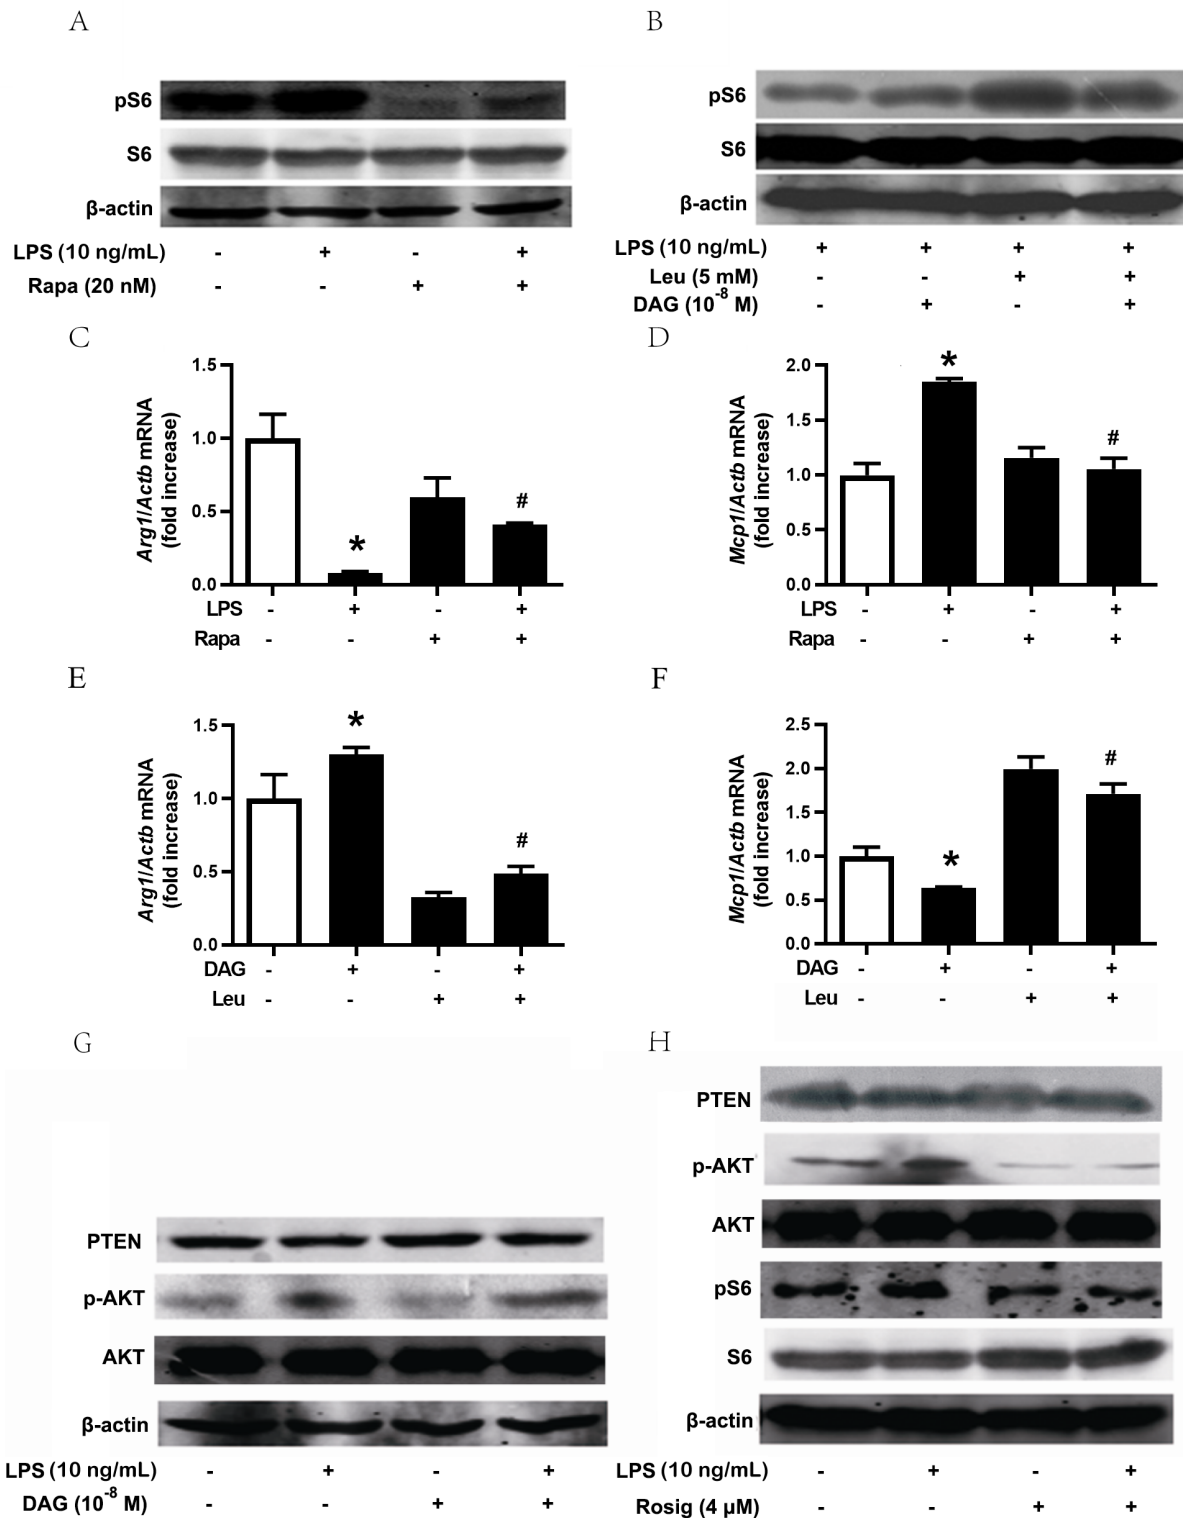 A
pS6
S6
β-actin
LPS (10 ng/mL) - + - +
Rapa (20 nM) - - + +
B
pS6
S6
β-actin
LPS (10 ng/mL) + + + +
Leu (5 mM) - - + +
DAG (10-8 M) - + - +
C
Arg1/Actb mRNA
(fold increase)
1.5
1.0
0.5
0.0
*
#
LPS - + - +
Rapa - - + +
D
Mcp1/Actb mRNA
(fold increase)
2.0
1.5
1.0
0.5
0.0
*
#
LPS - + - +
Rapa - - + +
E
Arg1/Actb mRNA
(fold increase)
1.5
1.0
0.5
0.0
*
#
DAG - + - +
Leu - - + +
F
Mcp1/Actb mRNA
(fold increase)
2.5
2.0
1.5
1.0
0.5
0.0
*
#
DAG - + - +
Leu - - + +
G
PTEN
p-AKT
AKT
β-actin
LPS (10 ng/mL) - + - +
DAG (10-8 M) - - + +
H
PTEN
p-AKT
AKT
pS6
S6
β-actin
LPS (10 ng/mL) - + - +
Rosig (4 μM) - - + +